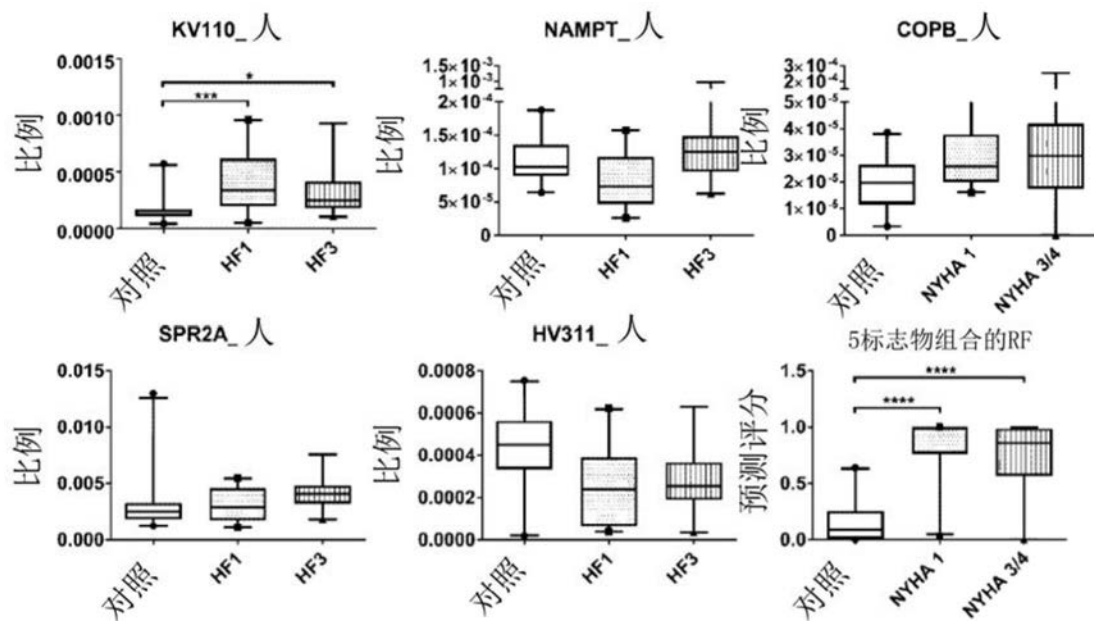 KV110_人
比例
0.0015
0.0010
0.0005
0.0000
*
***
对照
HF1
HF3
NAMPT_人
1.5×10⁻³
1×10⁻³
2×10⁻⁴
1.5×10⁻⁴
1×10⁻⁴
5×10⁻⁵
0
对照
HF1
HF3
COPB_人
比例
3×10⁻⁴
2×10⁻⁴
5×10⁻⁵
4×10⁻⁵
3×10⁻⁵
2×10⁻⁵
1×10⁻⁵
0
对照
NYHA 1
NYHA 3/4
SPR2A_人
比例
0.015
0.010
0.005
0.000
对照
HF1
HF3
HV311_人
比例
0.0008
0.0006
0.0004
0.0002
0.0000
对照
HF1
HF3
5标志物组合的RF
预测评分
1.5
1.0
0.5
0.0
****
****
对照
NYHA 1
NYHA 3/4